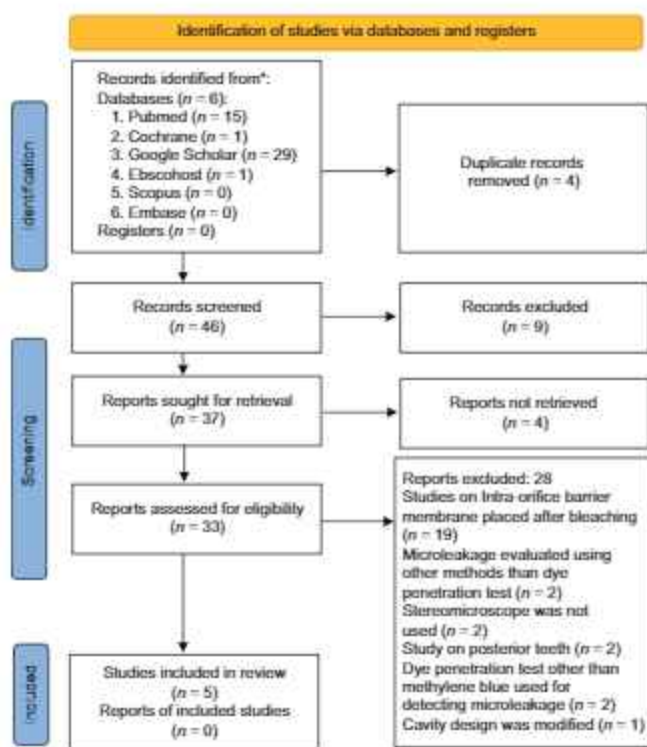 Identification of studies via databases and registers
Identification
Records identified from*:
Databases (n = 6):
1. Pubmed (n = 15)
2. Cochrane (n = 1)
3. Google Scholar (n = 29)
4. Ebscohost (n = 1)
5. Scopus (n = 0)
6. Embase (n = 0)
Registers (n = 0)
Duplicate records
removed (n = 4)
Screening
Records screened
(n = 46)
Records excluded
(n = 9)
Reports sought for retrieval
(n = 37)
Reports not retrieved
(n = 4)
Reports assessed for eligibility
(n = 33)
Reports excluded: 28
Studies on Intra-orifice barrier
membrane placed after bleaching
(n = 19)
Microleakage evaluated using
other methods than dye
penetration test (n = 2)
Stereomicroscope was not
used (n = 2)
Study on posterior teeth (n = 2)
Dye penetration test other than
methylene blue used for
detecting microleakage (n = 2)
Cavity design was modified (n = 1)
Included
Studies included in review
(n = 5)
Reports of included studies
(n = 0)